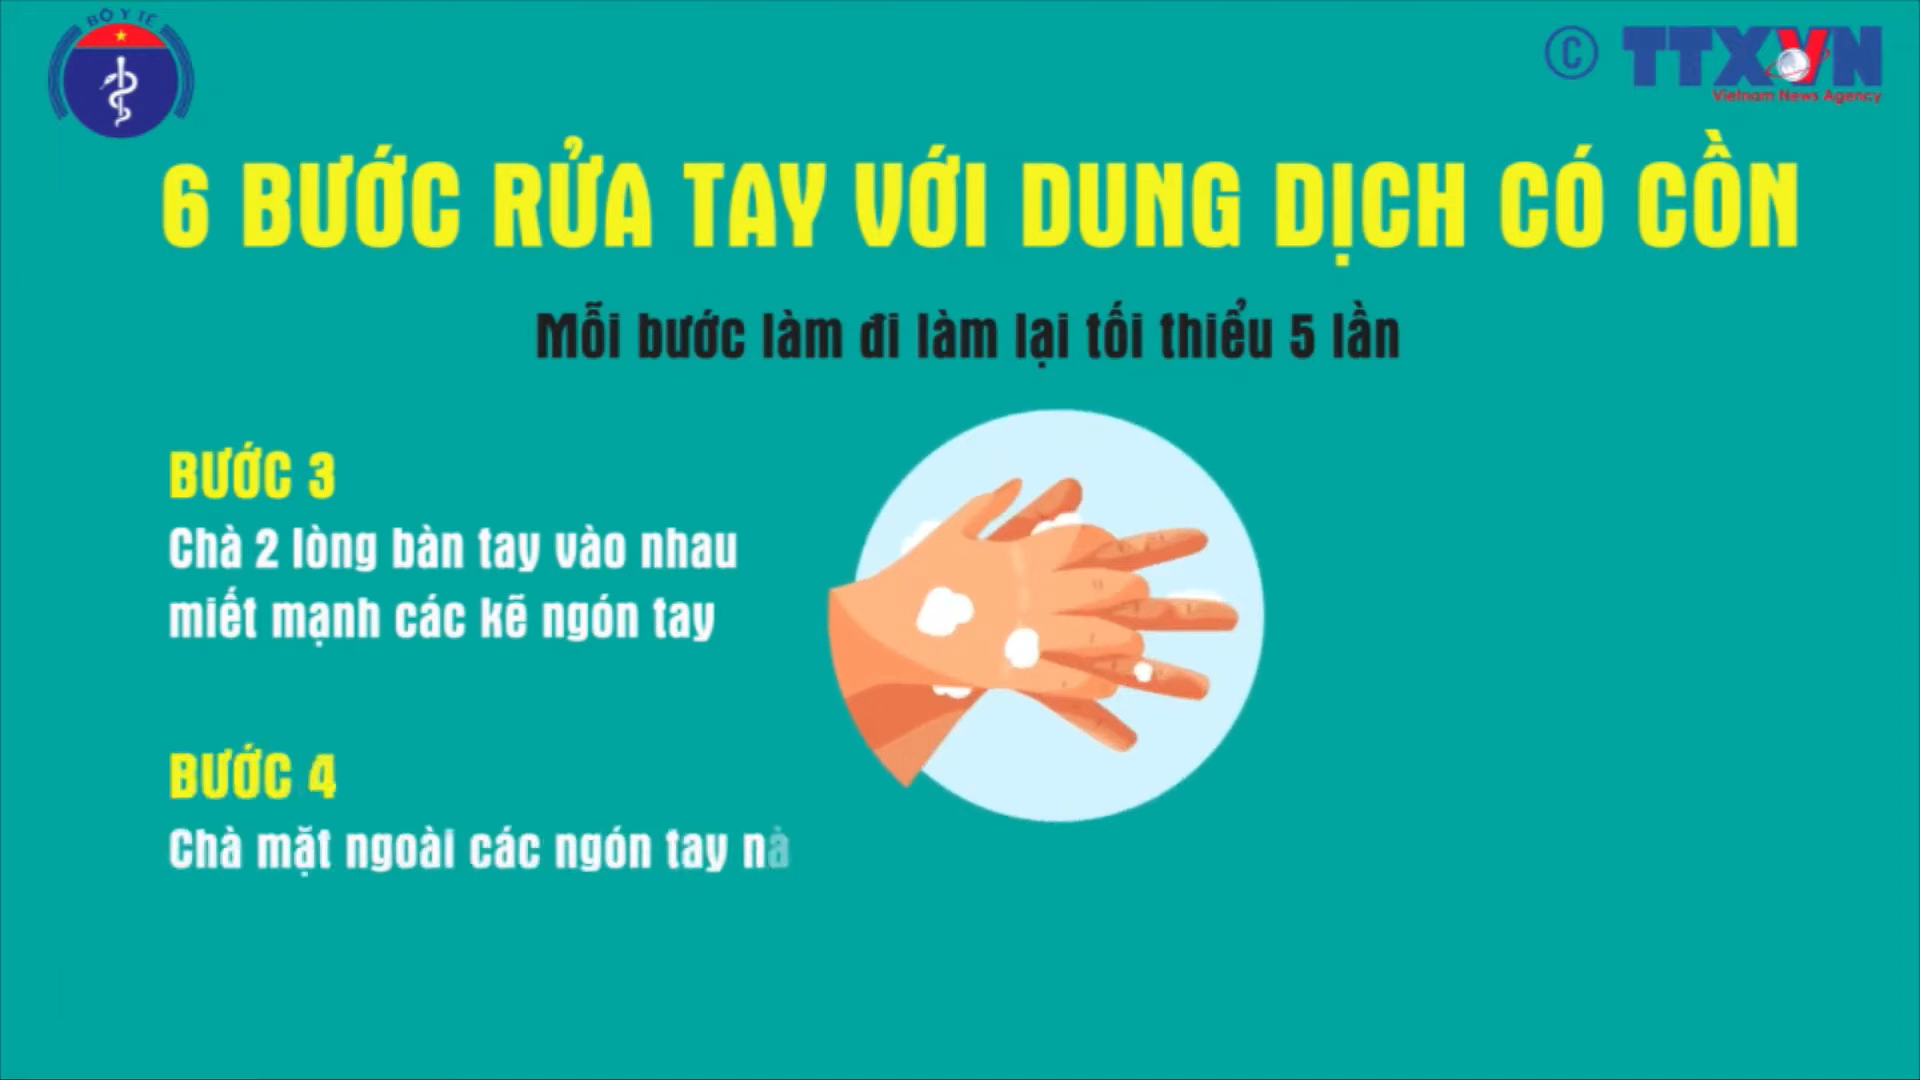 BỘ Y TẾ
© TTXVN
Vietnam News Agency
6 BƯỚC RỬA TAY VỚI DUNG DỊCH CÓ CỒN
Mỗi bước làm đi làm lại tối thiểu 5 lần
BƯỚC 3
Chà 2 lòng bàn tay vào nhau
miết mạnh các kẽ ngón tay
BƯỚC 4
Chà mặt ngoài các ngón tay nà